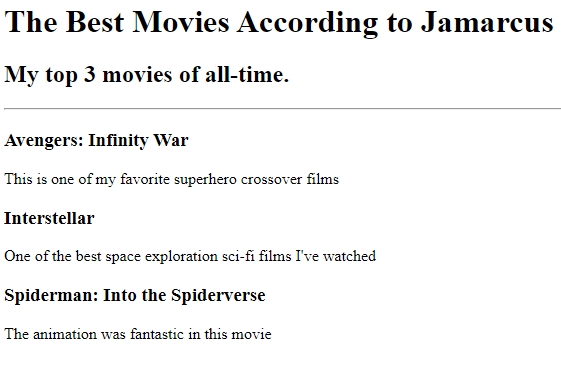 The Best Movies According to Jamarcus
My top 3 movies of all-time.
Avengers: Infinity War
This is one of my favorite superhero crossover films
Interstellar
One of the best space exploration sci-fi films I've watched
Spiderman: Into the Spiderverse
The animation was fantastic in this movie